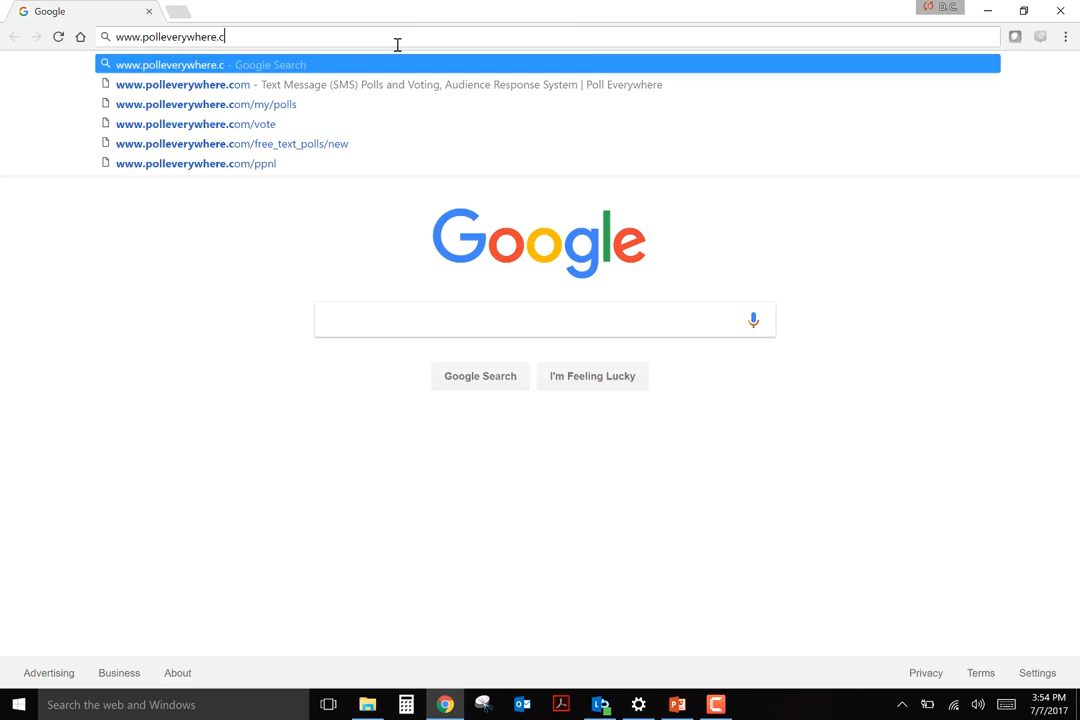 Google
D.C.
www.polleverywhere.c
www.polleverywhere.c - Google Search
www.polleverywhere.com - Text Message (SMS) Polls and Voting, Audience Response System | Poll Everywhere
www.polleverywhere.com/my/polls
www.polleverywhere.com/vote
www.polleverywhere.com/free_text_polls/new
www.polleverywhere.com/ppnl
Google
Google Search I'm Feeling Lucky
Advertising Business About Privacy Terms Settings
Search the web and Windows
3:54 PM
7/7/2017